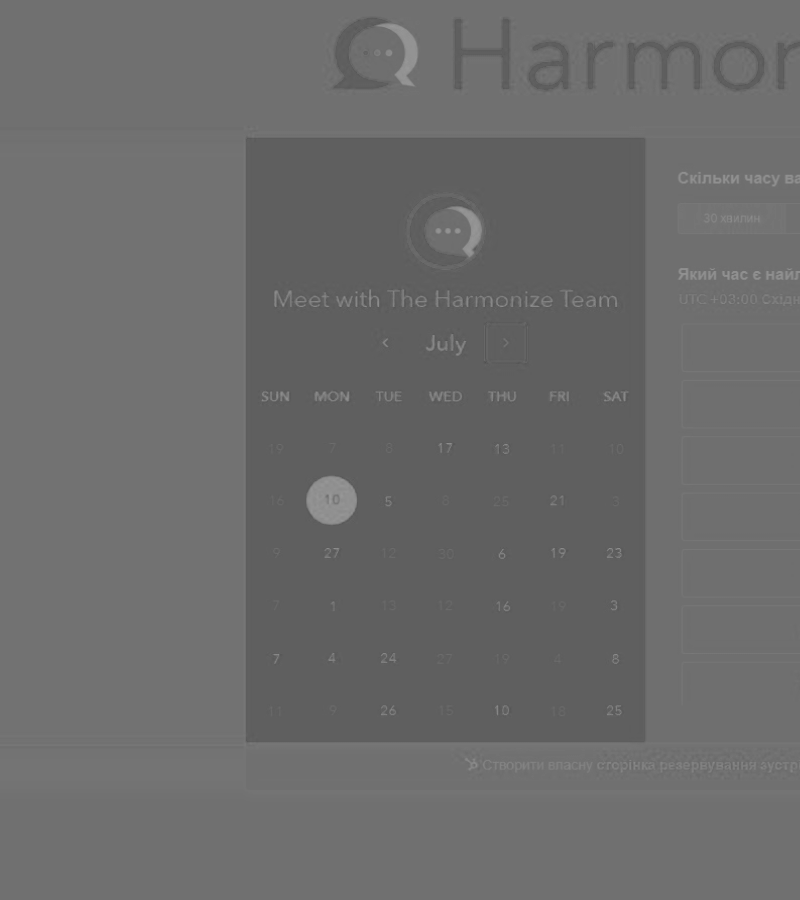 Harmon
Скільки часу ва
30 хвилин
Meet with The Harmonize Team
Який час є найл
UTC +03:00 Східн
July
SUN MON TUE WED THU FRI SAT
19 7 8 17 13 11 10
16 10 5 8 25 21
9 27 12 30 6 19 23
7 1 13 12 16 19 3
7 4 24 27 19 4 8
11 9 26 15 10 18 25
Створити власну сторінка резервування зустрі